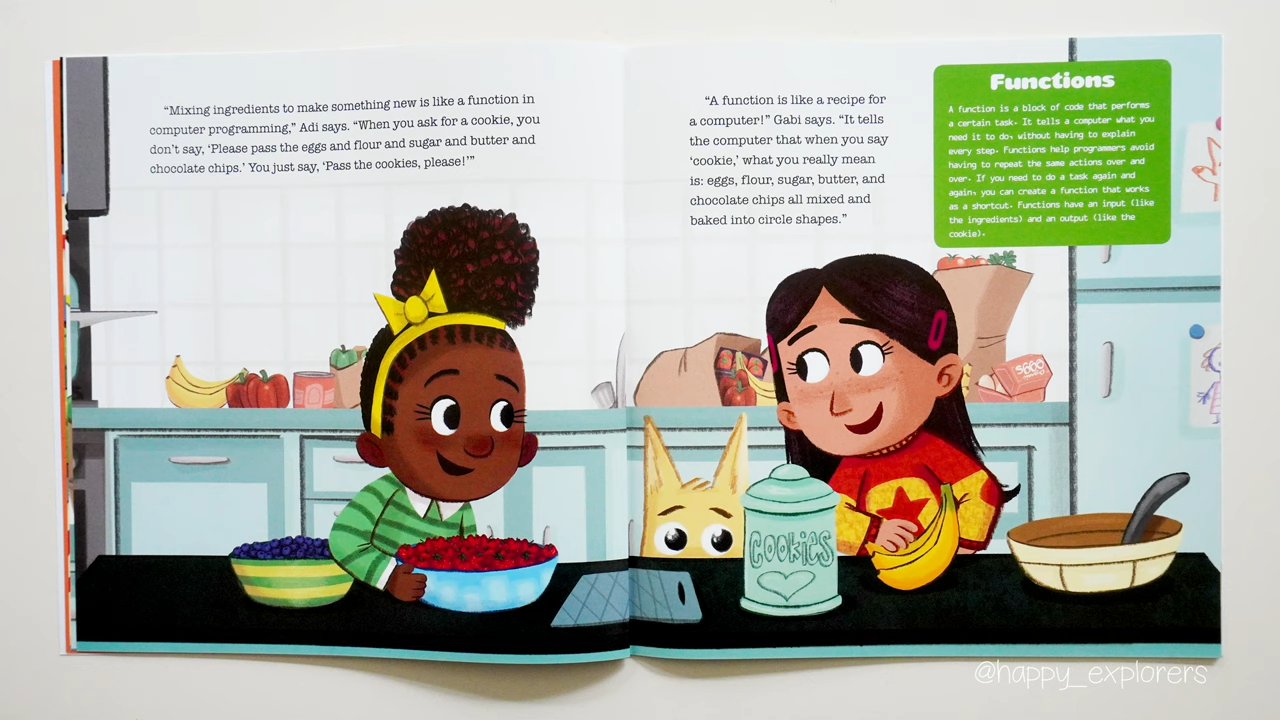 “Mixing ingredients to make something new is like a function in
computer programming,” Adi says. “When you ask for a cookie, you
don’t say, ‘Please pass the eggs and flour and sugar and butter and
chocolate chips.’ You just say, ‘Pass the cookies, please!’”
“A function is like a recipe for
a computer!” Gabi says. “It tells
the computer that when you say
‘cookie,’ what you really mean
is: eggs, flour, sugar, butter, and
chocolate chips all mixed and
baked into circle shapes.”
Functions
A function is a block of code that performs
a certain task. It tells a computer what you
need it to do, without having to explain
every step. Functions help programmers avoid
having to repeat the same actions over and
over. If you need to do a task again and
again, you can create a function that works
as a shortcut. Functions have an input (like
the ingredients) and an output (like the
cookie).
COOKIES
@happy_explorers